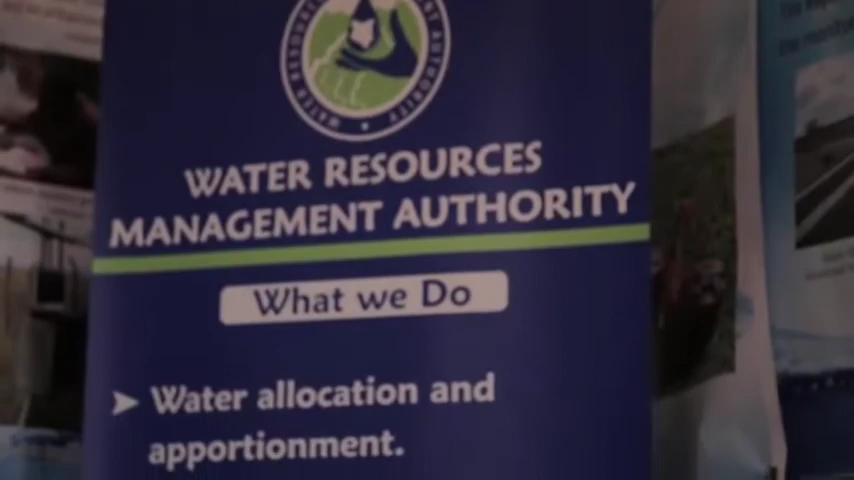 WATER RESOURCES
MANAGEMENT AUTHORITY
What we Do
➤ Water allocation and
apportionment.